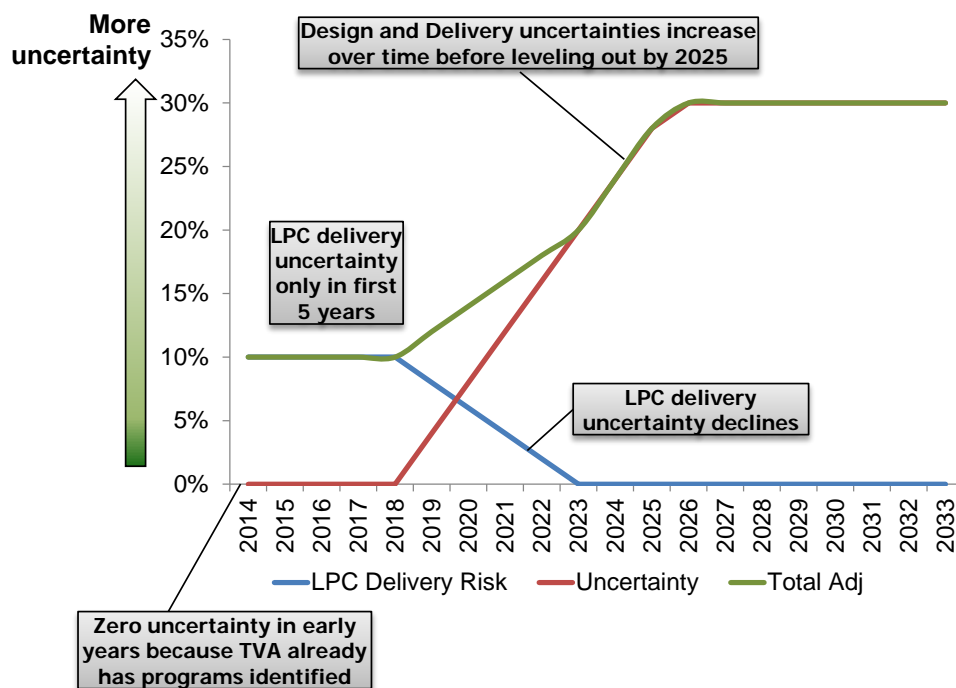 More
uncertainty
Design and Delivery uncertainties increase
over time before leveling out by 2025
35%
30%
25%
20%
15%
10%
5%
0%
LPC delivery
uncertainty
only in first
5 years
LPC delivery
uncertainty declines
2014
2015
2016
2017
2018
2019
2020
2021
2022
2023
2024
2025
2026
2027
2028
2029
2030
2031
2032
2033
LPC Delivery Risk Uncertainty Total Adj
Zero uncertainty in early
years because TVA already
has programs identified